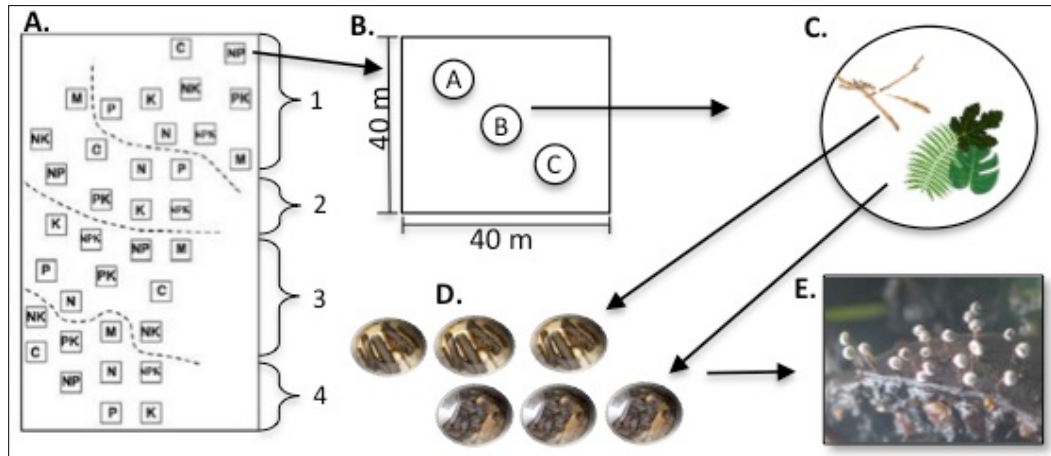 A.
C NP
M P K NK PK
NK C N NPK M
NP N P
PK K NPK
K NPK NP M
P PK C
N
NK PK M NK
C
NP N NPK
P K
1
2
3
4
B.
40 m
A
B
C
40 m
C.
D.
E.